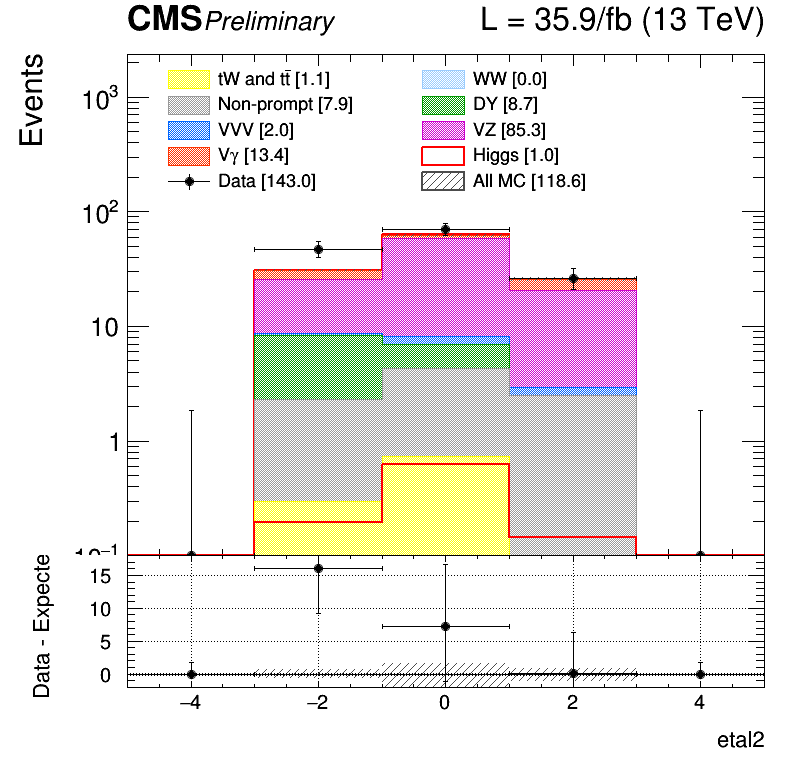 CMS Preliminary L = 35.9/fb (13 TeV)
Events
tW and tt̄ [1.1] WW [0.0]
Non-prompt [7.9] DY [8.7]
VVV [2.0] VZ [85.3]
Vγ [13.4] Higgs [1.0]
Data [143.0] All MC [118.6]
10³
10²
10
1
Data - Expecte
15
10
5
0
−4 −2 0 2 4
etal2